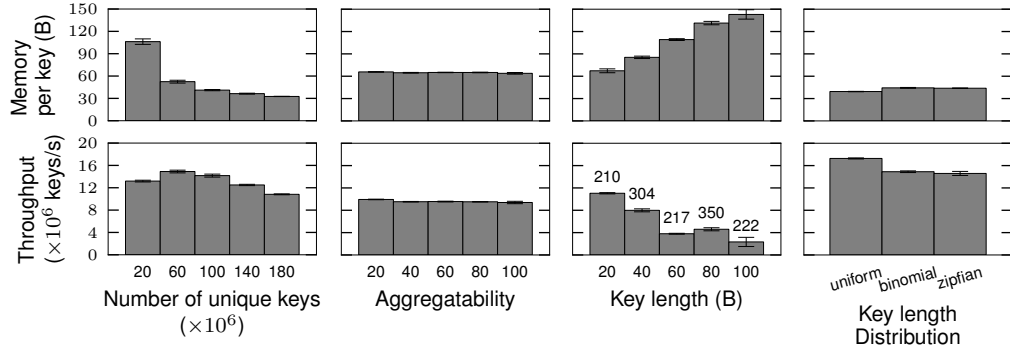 Memory
per key (B)
150
120
90
60
30
0
Throughput
(×10⁶ keys/s)
20
16
12
8
4
0
210
304
217
350
222
20 60 100 140 180
20 40 60 80 100
20 40 60 80 100
uniform binomial zipfian
Number of unique keys
(×10⁶)
Aggregatability
Key length (B)
Key length
Distribution